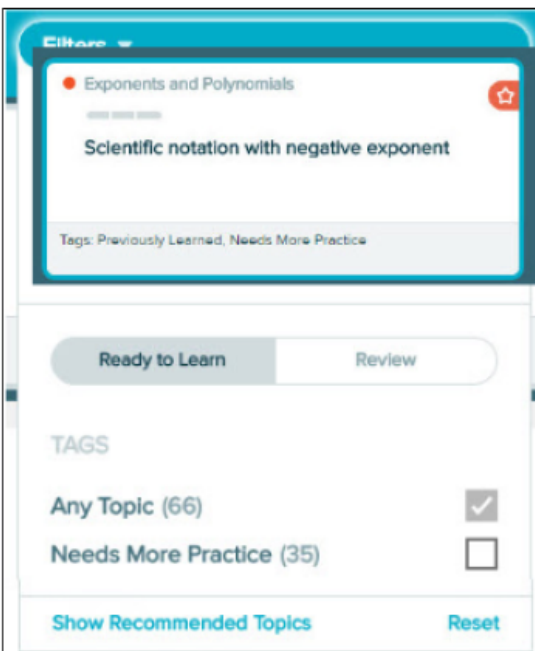 Filters
Exponents and Polynomials
Scientific notation with negative exponent
Tags: Previously Learned, Needs More Practice
Ready to Learn
Review
TAGS
Any Topic (66)
Needs More Practice (35)
Show Recommended Topics
Reset